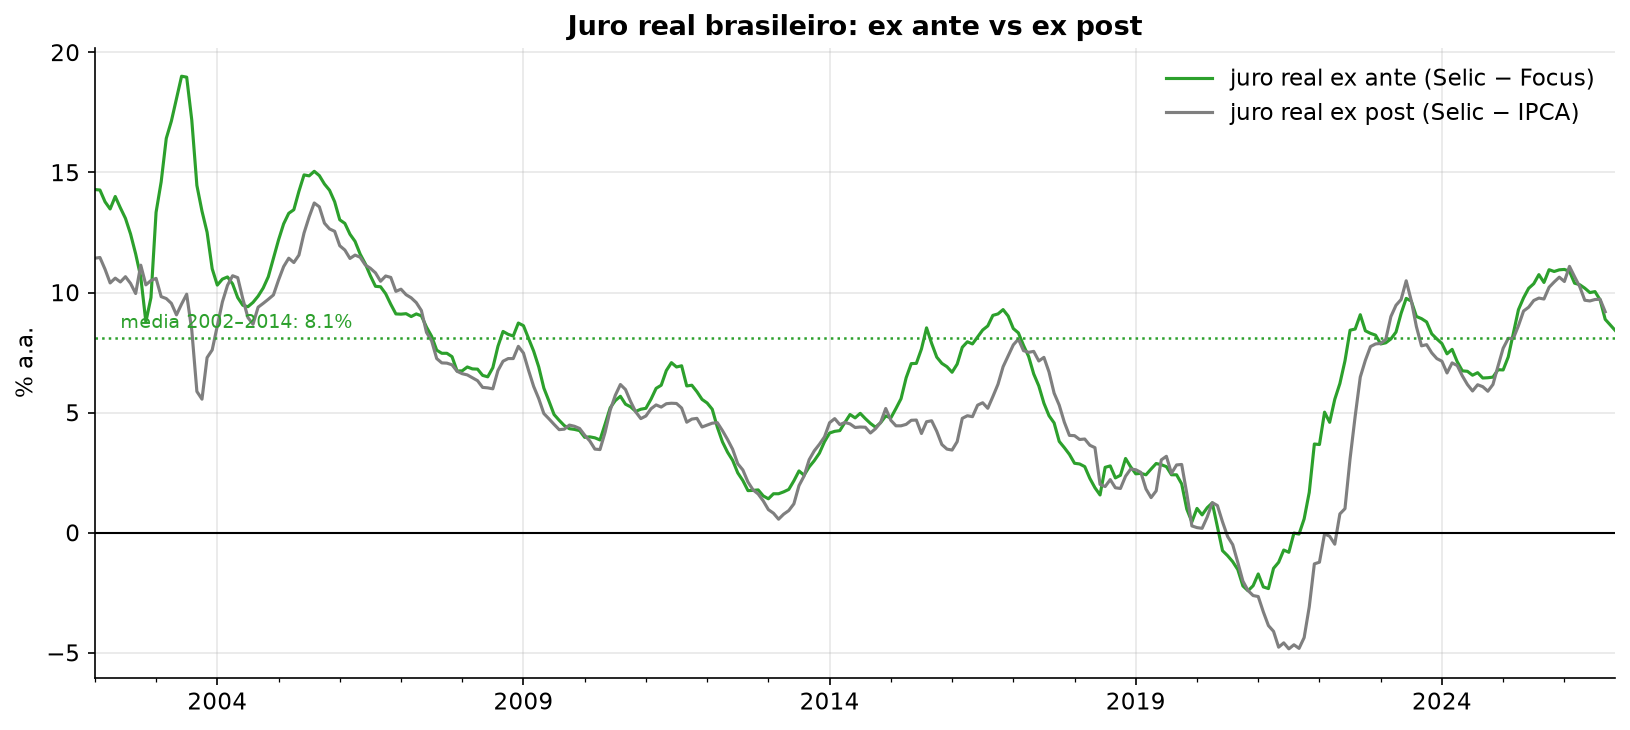 Juro real brasileiro: ex ante vs ex post
juro real ex ante (Selic − Focus)
juro real ex post (Selic − IPCA)
% a.a.
20
15
10
5
0
−5
média 2002–2014: 8.1%
2004
2009
2014
2019
2024